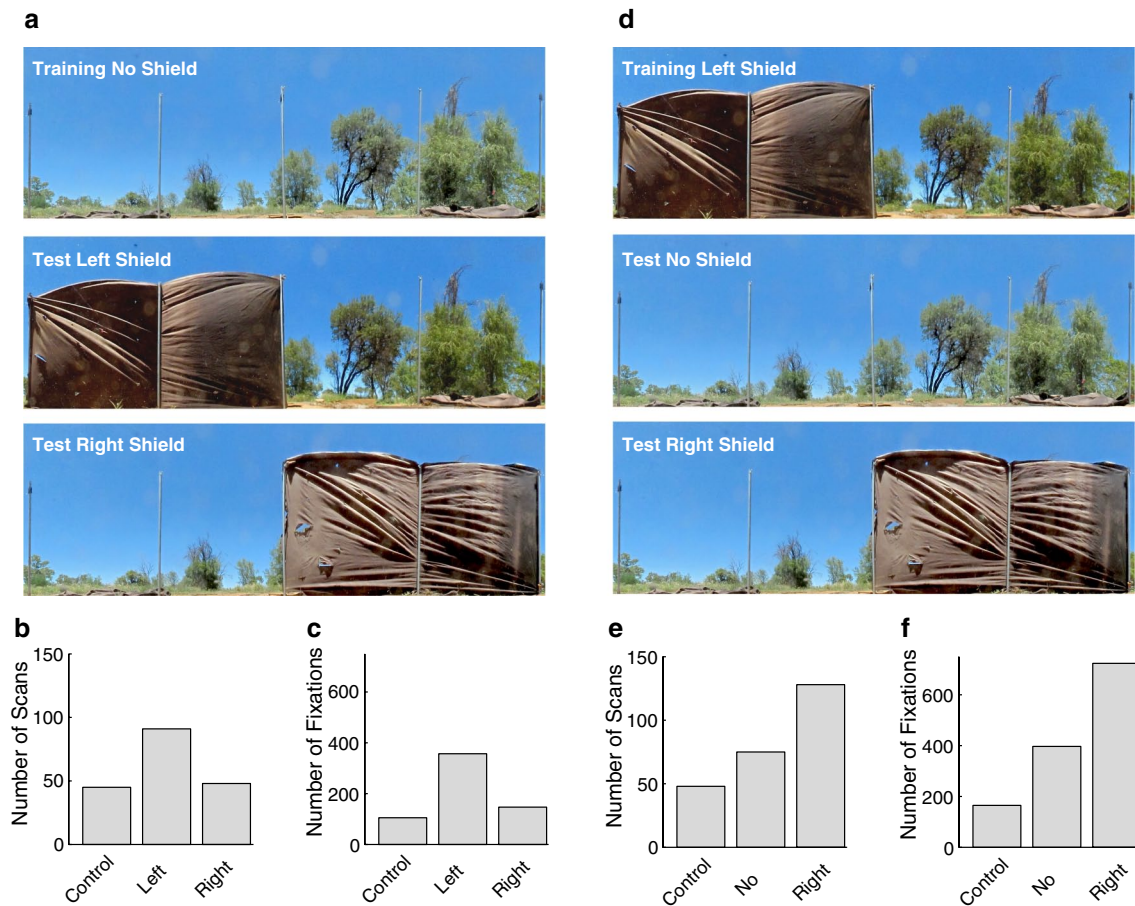 a
Training No Shield
Test Left Shield
Test Right Shield
d
Training Left Shield
Test No Shield
Test Right Shield
b
Number of Scans
150
100
50
0
Control
Left
Right
c
Number of Fixations
600
400
200
0
Control
Left
Right
e
Number of Scans
150
100
50
0
Control
No
Right
f
Number of Fixations
600
400
200
0
Control
No
Right